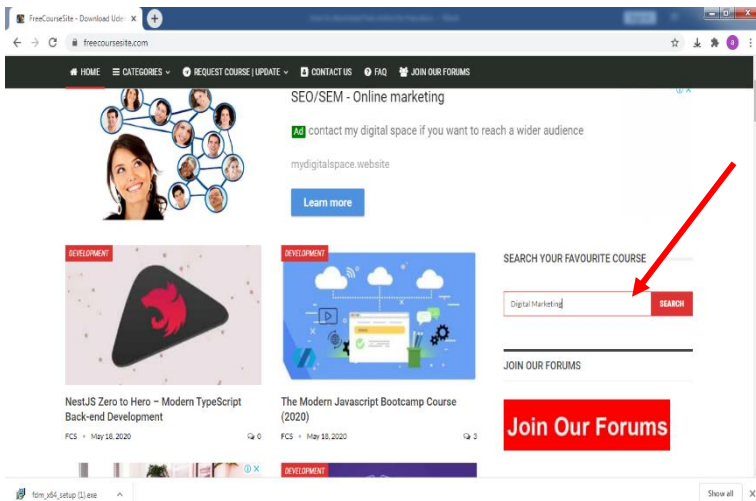 FreeCourseSite - Download Ude
freecoursesite.com
HOME CATEGORIES REQUEST COURSE | UPDATE CONTACT US FAQ JOIN OUR FORUMS
SEO/SEM - Online marketing
Ad contact my digital space if you want to reach a wider audience
mydigitalspace.website
Learn more
DEVELOPMENT
NestJS Zero to Hero – Modern TypeScript
Back-end Development
FCS May 18, 2020 0
DEVELOPMENT
The Modern Javascript Bootcamp Course
(2020)
FCS May 18, 2020 3
DEVELOPMENT
SEARCH YOUR FAVOURITE COURSE
Digital Marketing SEARCH
JOIN OUR FORUMS
Join Our Forums
fdm_x64_setup (1).exe
Show all